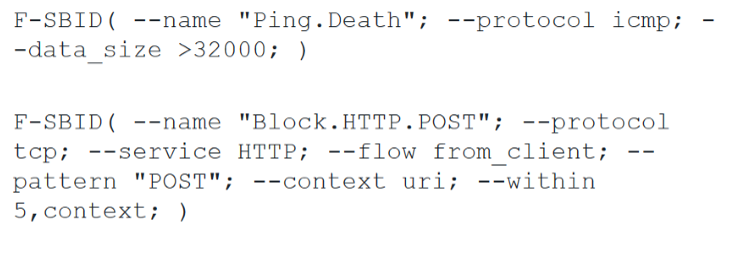 F-SBID( --name "Ping.Death"; --protocol icmp; -
-data_size >32000; )
F-SBID( --name "Block.HTTP.POST"; --protocol
tcp; --service HTTP; --flow from_client; --
pattern "POST"; --context uri; --within
5,context; )